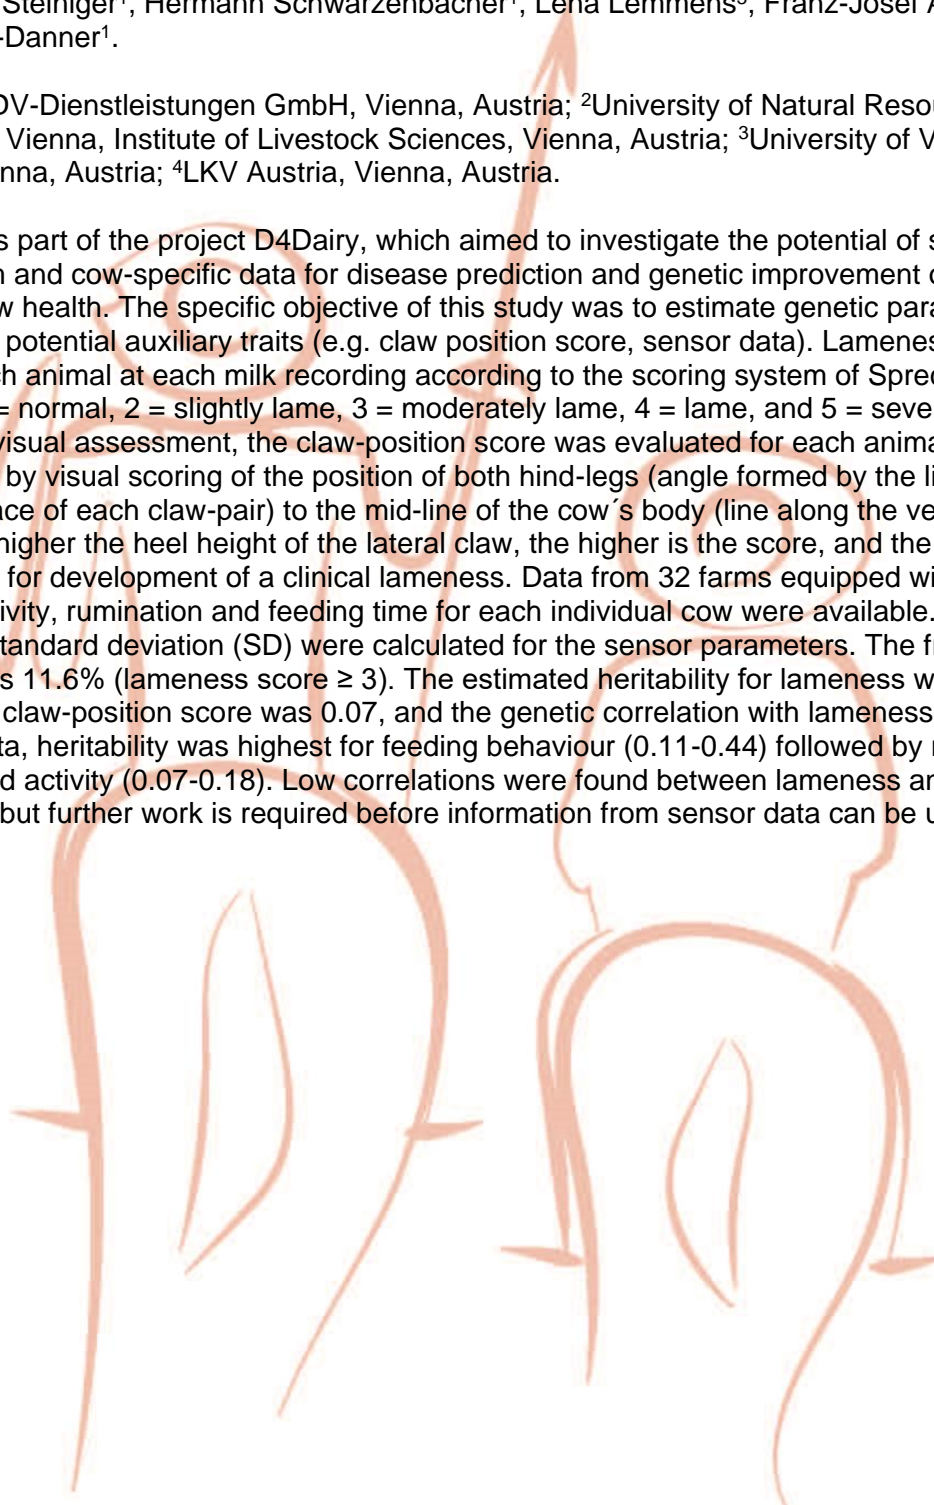 Steiniger¹, Hermann Schwarzenbacher¹, Lena Lemmens³, Franz-Josef A
-Danner¹.
DV-Dienstleistungen GmbH, Vienna, Austria; ²University of Natural Resou
Vienna, Institute of Livestock Sciences, Vienna, Austria; ³University of V
nna, Austria; ⁴LKV Austria, Vienna, Austria.
s part of the project D4Dairy, which aimed to investigate the potential of s
and cow-specific data for disease prediction and genetic improvement
w health. The specific objective of this study was to estimate genetic para
potential auxiliary traits (e.g. claw position score, sensor data). Lamenes
ch animal at each milk recording according to the scoring system of Sprec
= normal, 2 = slightly lame, 3 = moderately lame, 4 = lame, and 5 = seve
visual assessment, the claw-position score was evaluated for each anima
by visual scoring of the position of both hind-legs (angle formed by the li
ace of each claw-pair) to the mid-line of the cow´s body (line along the ve
higher the heel height of the lateral claw, the higher is the score, and the
for development of a clinical lameness. Data from 32 farms equipped wi
ivity, rumination and feeding time for each individual cow were available.
standard deviation (SD) were calculated for the sensor parameters. The f
s 11.6% (lameness score ≥ 3). The estimated heritability for lameness w
claw-position score was 0.07, and the genetic correlation with lameness
ta, heritability was highest for feeding behaviour (0.11-0.44) followed by
d activity (0.07-0.18). Low correlations were found between lameness an
but further work is required before information from sensor data can be u